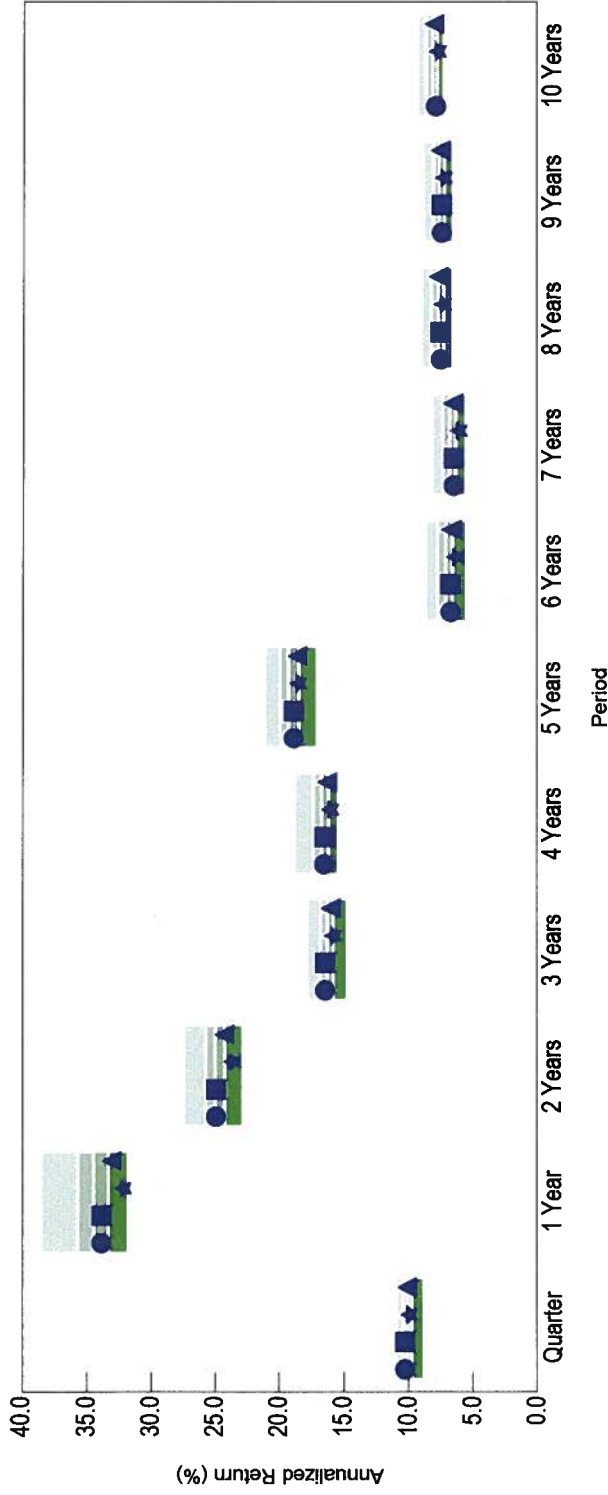 Annualized Return (%)
40.0
35.0
30.0
25.0
20.0
15.0
10.0
5.0
0.0
Quarter
1 Year
2 Years
3 Years
4 Years
5 Years
6 Years
7 Years
8 Years
9 Years
10 Years
Period